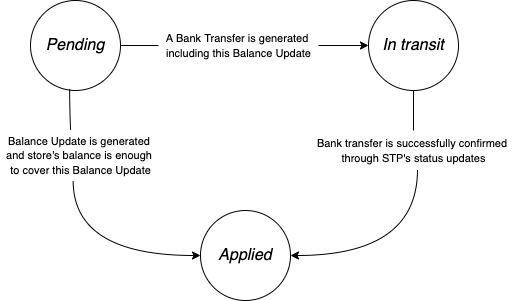 Pending
A Bank Transfer is generated
including this Balance Update
In transit
Balance Update is generated
and store's balance is enough
to cover this Balance Update
Bank transfer is successfully confirmed
through STP's status updates
Applied